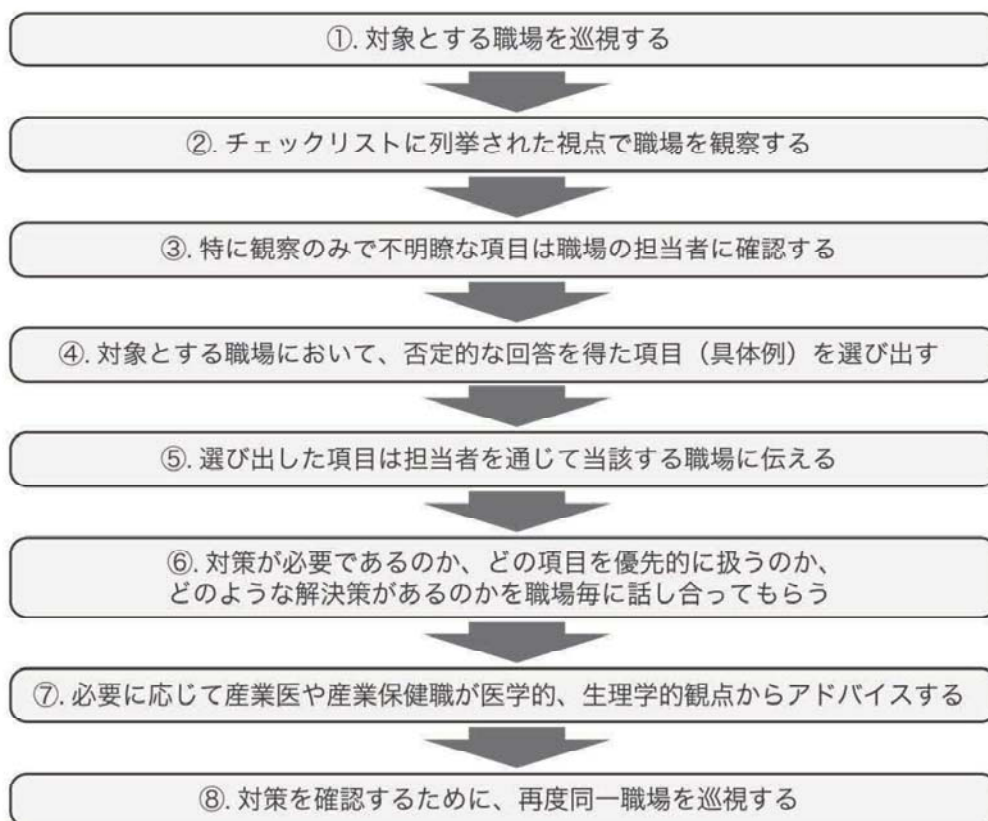 ①. 対象とする職場を巡視する
②. チェックリストに列挙された視点で職場を観察する
③. 特に観察のみで不明瞭な項目は職場の担当者に確認する
④. 対象とする職場において、否定的な回答を得た項目（具体例）を選び出す
⑤. 選び出した項目は担当者を通じて当該する職場に伝える
⑥. 対策が必要であるのか、どの項目を優先的に扱うのか、
どのような解決策があるのかを職場毎に話し合ってもらう
⑦. 必要に応じて産業医や産業保健職が医学的、生理学的観点からアドバイスする
⑧. 対策を確認するために、再度同一職場を巡視する